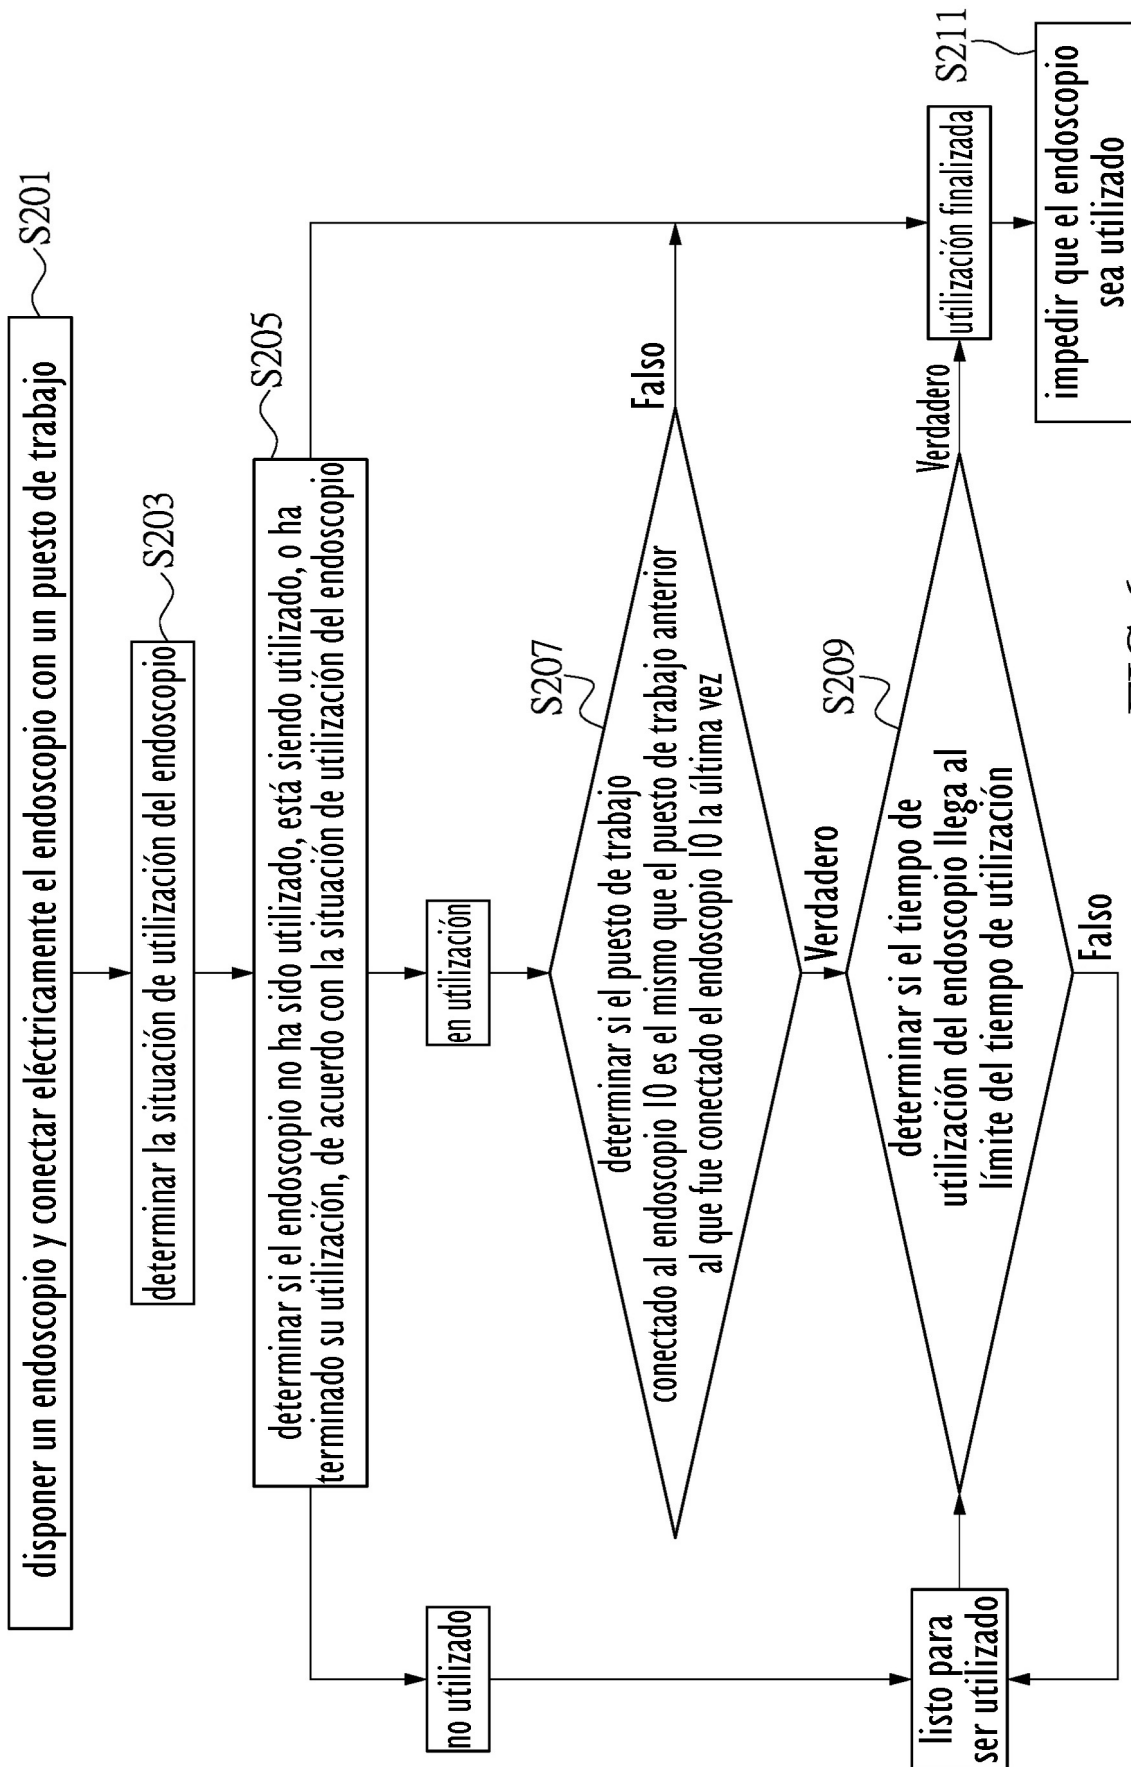 disponer un endoscopio y conectar eléctricamente el endoscopio con un puesto de trabajo
S201
determinar la situación de utilización del endoscopio
S203
determinar si el endoscopio no ha sido utilizado, está siendo utilizado, o ha
terminado su utilización, de acuerdo con la situación de utilización del endoscopio
S205
no utilizado
en utilización
determinar si el puesto de trabajo
conectado al endoscopio 10 es el mismo que el puesto de trabajo anterior
al que fue conectado el endoscopio 10 la última vez
S207
Falso
Verdadero
listo para
ser utilizado
determinar si el tiempo de
utilización del endoscopio llega al
límite del tiempo de utilización
S209
Verdadero
Falso
utilización finalizada
S211
impedir que el endoscopio
sea utilizado